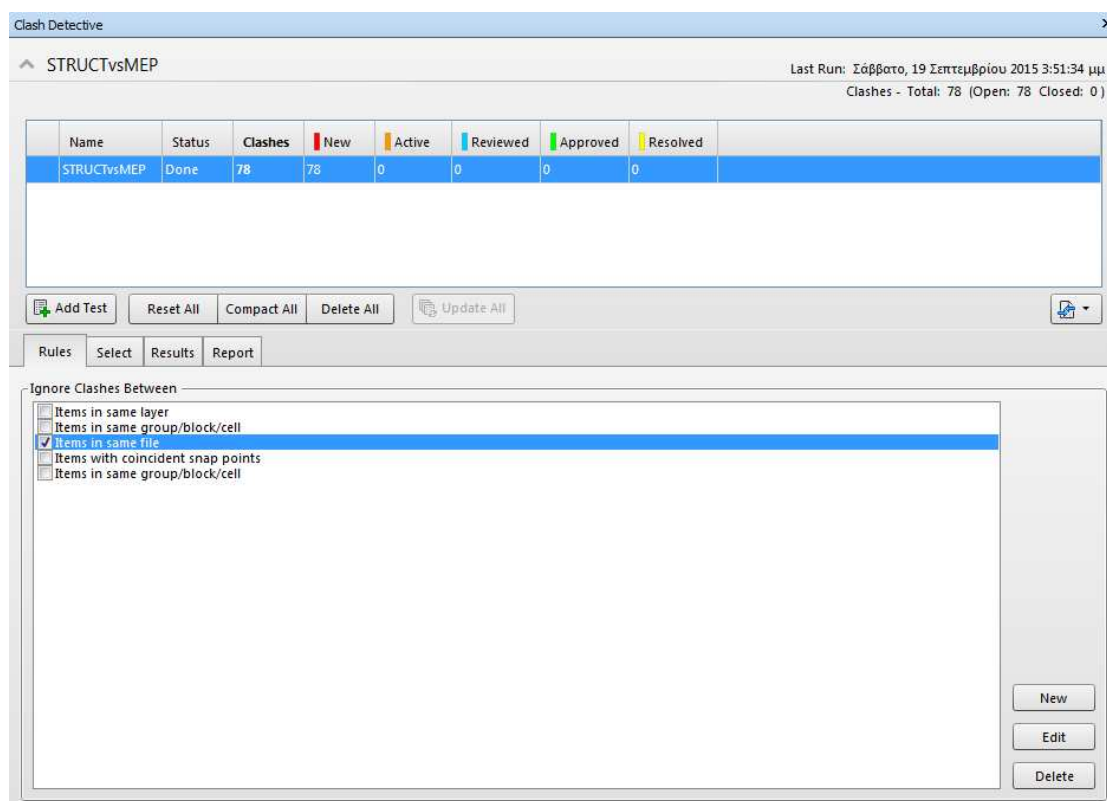 Clash Detective
STRUCTvsMEP
Last Run: Σάββατο, 19 Σεπτεμβρίου 2015 3:51:34 μμ
Clashes - Total: 78 (Open: 78 Closed: 0)
Name Status Clashes New Active Reviewed Approved Resolved
STRUCTvsMEP Done 78 78 0 0 0 0
Add Test Reset All Compact All Delete All Update All
Rules Select Results Report
Ignore Clashes Between
Items in same layer
Items in same group/block/cell
Items in same file
Items with coincident snap points
Items in same group/block/cell
New
Edit
Delete